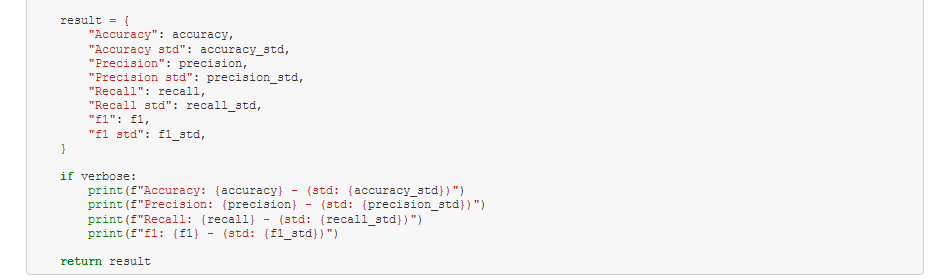 result = {
    "Accuracy": accuracy,
    "Accuracy std": accuracy_std,
    "Precision": precision,
    "Precision std": precision_std,
    "Recall": recall,
    "Recall std": recall_std,
    "f1": f1,
    "f1 std": f1_std,
}
if verbose:
    print(f"Accuracy: {accuracy} - (std: {accuracy_std})")
    print(f"Precision: {precision} - (std: {precision_std})")
    print(f"Recall: {recall} - (std: {recall_std})")
    print(f"f1: {f1} - (std: {f1_std})")
return result